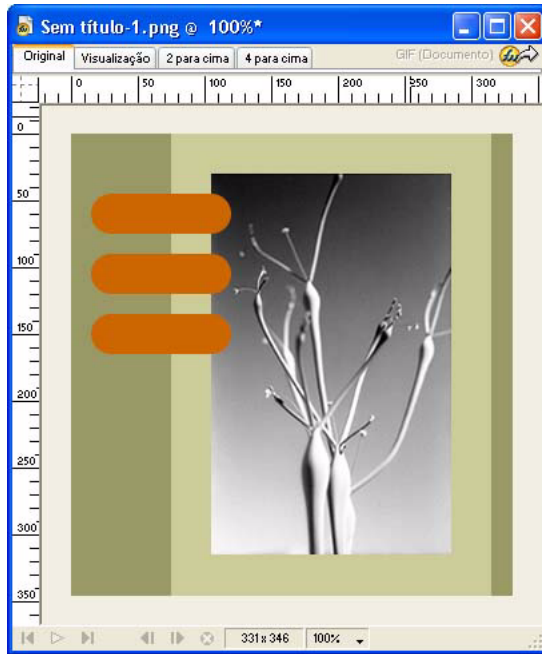 Sem título-1.png @ 100%*
Original Visualização 2 para cima 4 para cima GIF (Documento)
0 50 100 150 200 250 300
0
50
100
150
200
250
300
350
331 x 346 100%